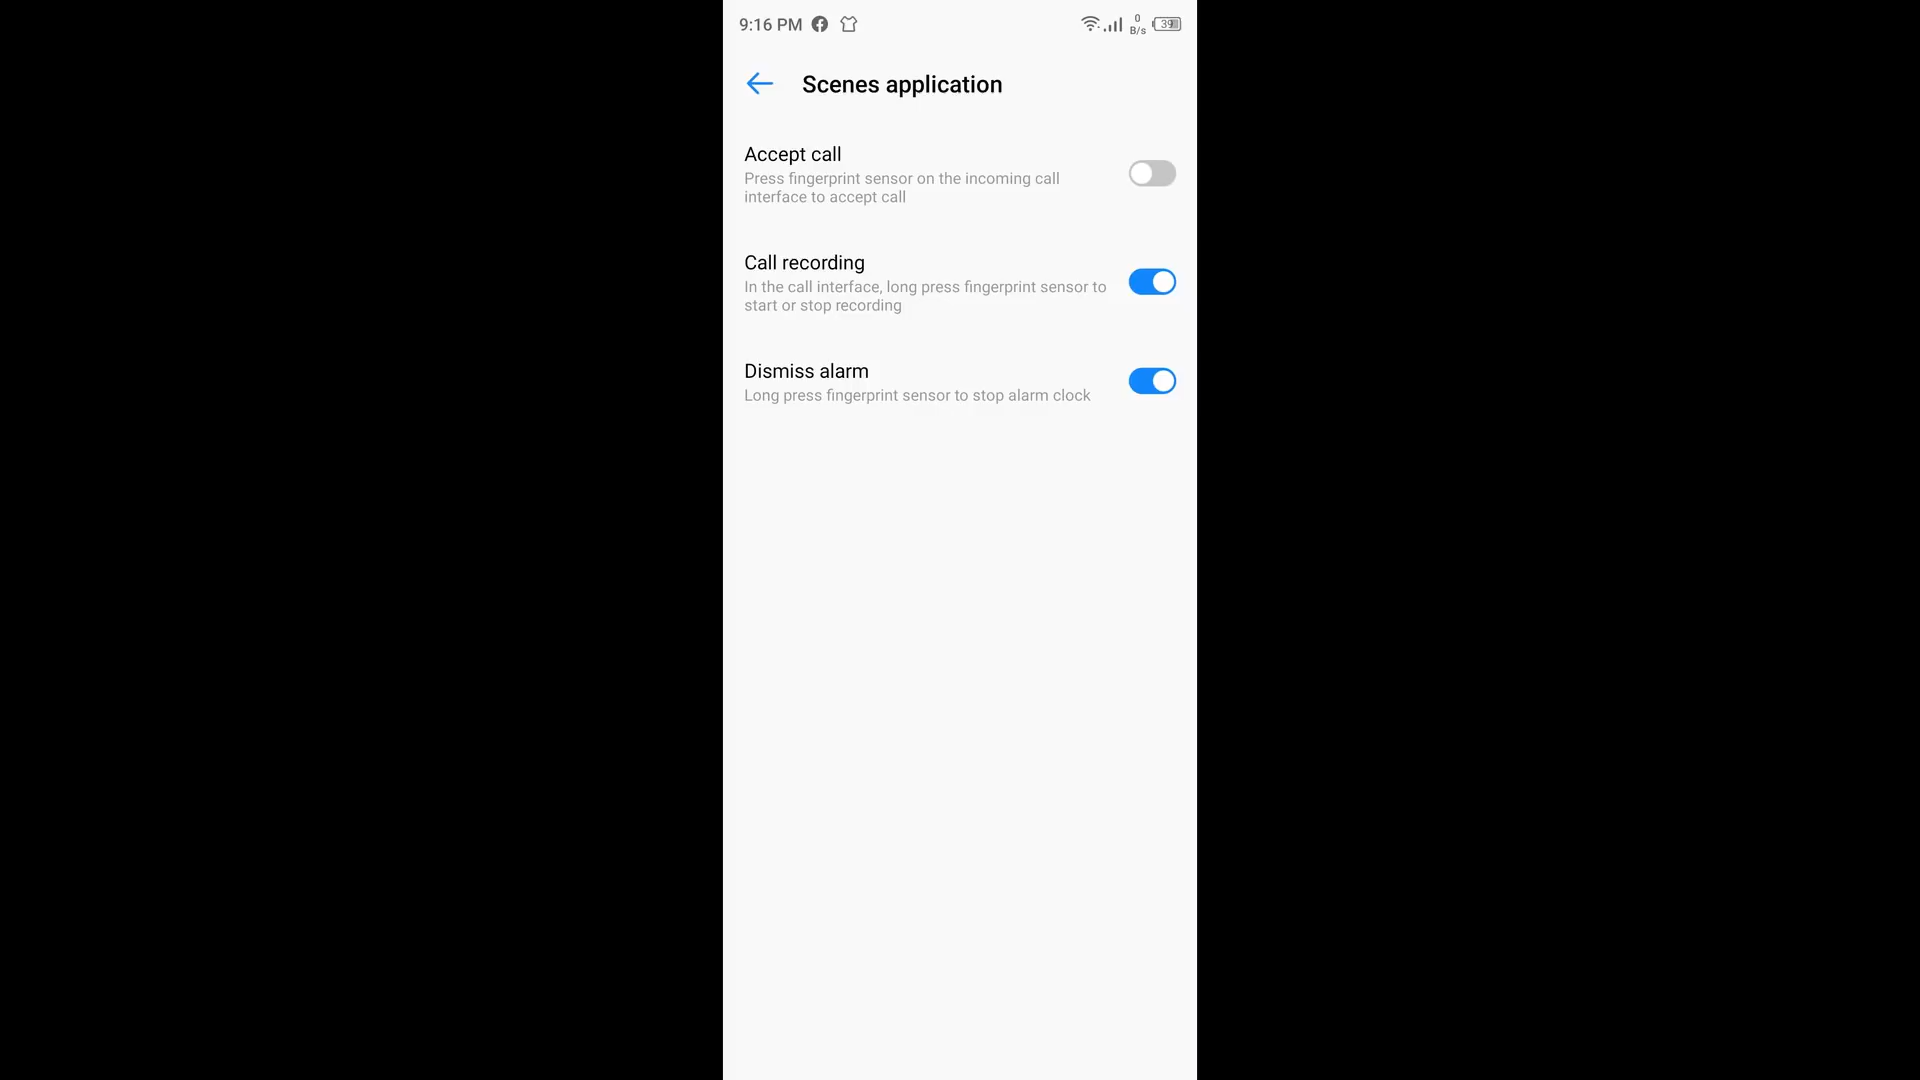 9:16 PM
0
B/s
39
Scenes application
Accept call
Press fingerprint sensor on the incoming call
interface to accept call
Call recording
In the call interface, long press fingerprint sensor to
start or stop recording
Dismiss alarm
Long press fingerprint sensor to stop alarm clock